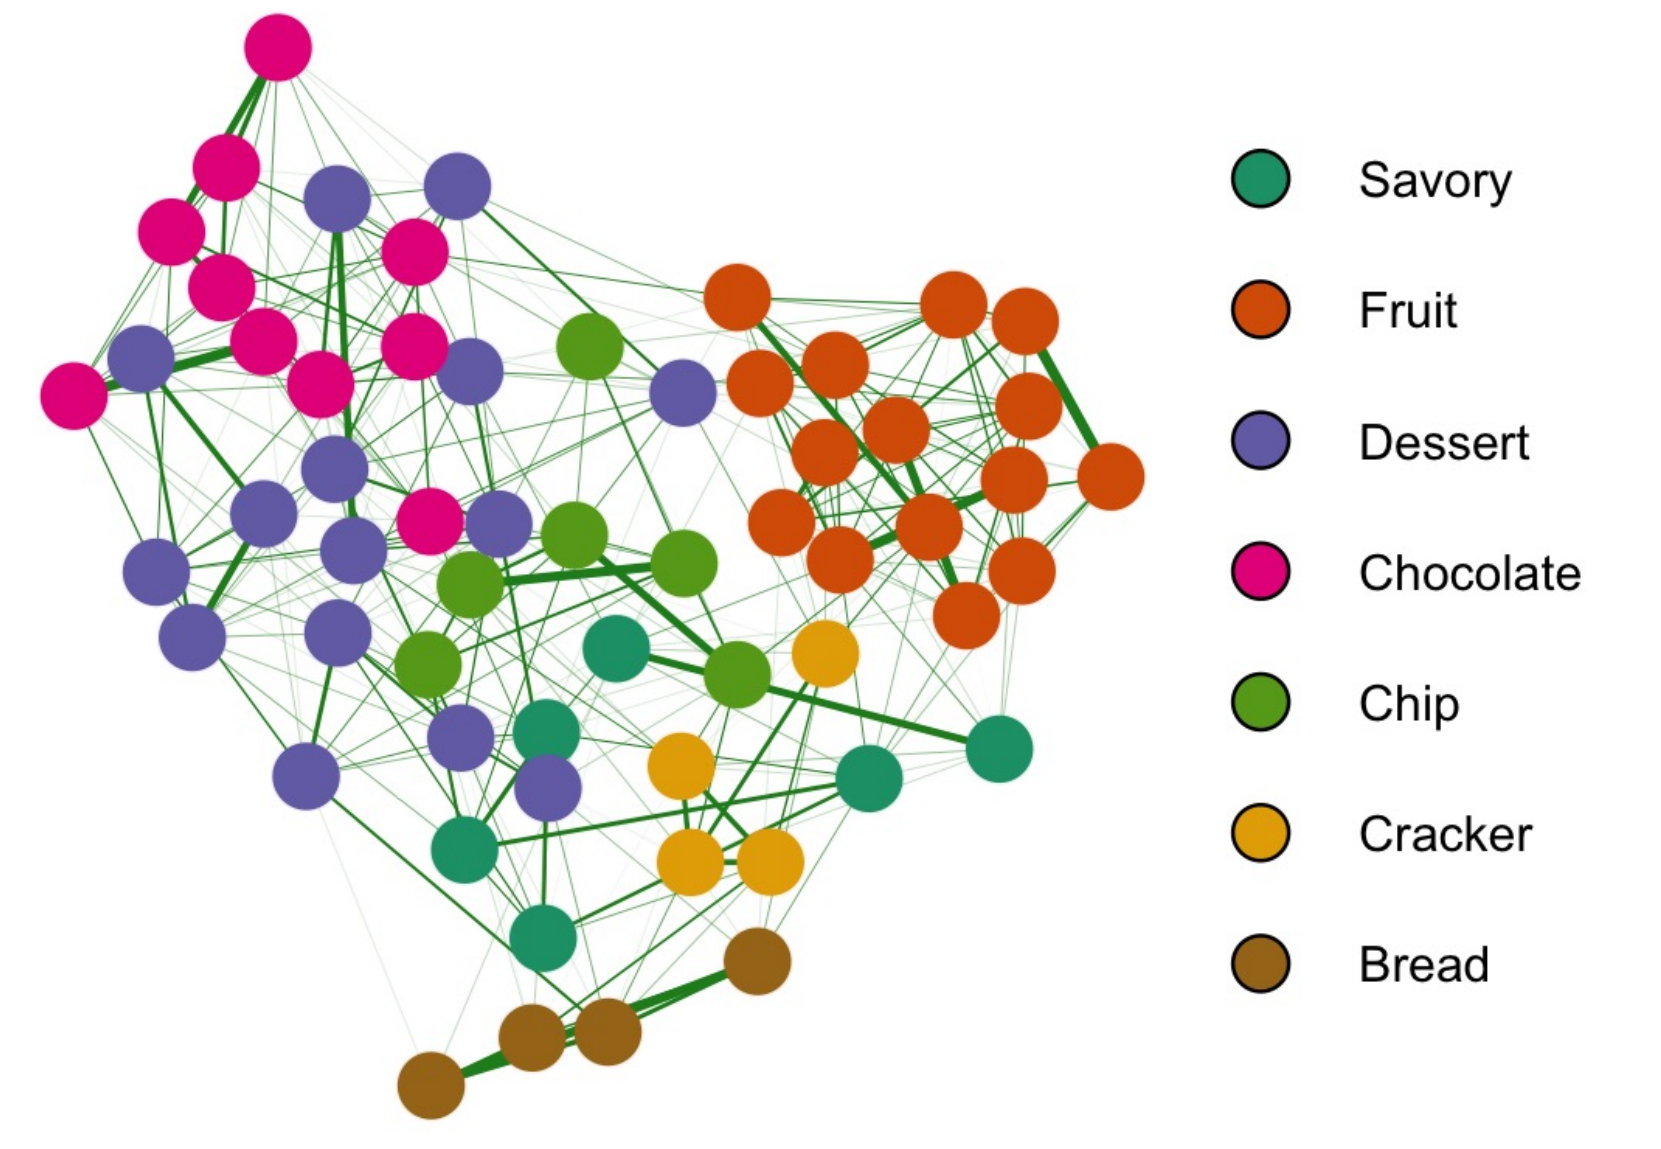 Savory
Fruit
Dessert
Chocolate
Chip
Cracker
Bread